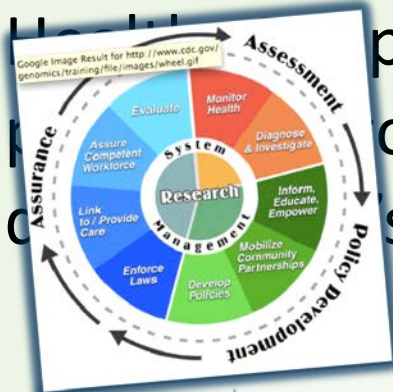 Google Image Result for http://www.cdc.gov/
genomics/training/file/images/wheel.gif
Assessment
Policy Development
Assurance
Monitor
Health
Diagnose
& Investigate
Inform,
Educate,
Empower
Mobilize
Community
Partnerships
Develop
Policies
Enforce
Laws
Link
to / Provide
Care
Assure
Competent
Workforce
Evaluate
System
Management
Research